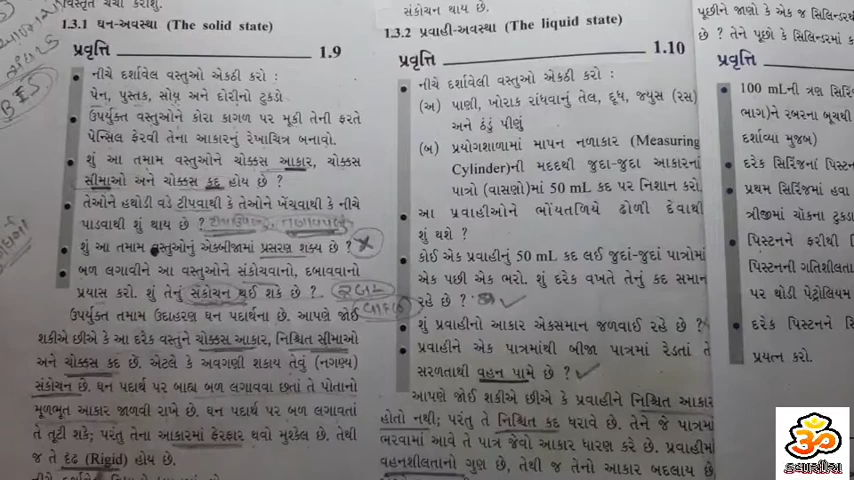 વિસ્તૃત ચર્ચા કરીશું.
1.3.1 ઘન-અવસ્થા (The solid state)
પ્રવૃત્તિ 1.9
• નીચે દર્શાવેલ વસ્તુઓ એકઠી કરો :
પેન, પુસ્તક, સોય અને દોરીનો ટુકડો
• ઉપર્યુક્ત વસ્તુઓને કોરા કાગળ પર મૂકી તેની ફરતે
પેન્સિલ ફેરવી તેના આકારનું રેખાચિત્ર બનાવો.
• શું આ તમામ વસ્તુઓને ચોક્કસ આકાર, ચોક્કસ
સીમાઓ અને ચોક્કસ કદ હોય છે ?
• તેઓને હથોડી વડે ટીપવાથી કે તેઓને ખેંચવાથી કે નીચે
પાડવાથી શું થાય છે ?
• શું આ તમામ વસ્તુનું એકબીજામાં પ્રસરણ શક્ય છે ?
• બળ લગાવીને આ વસ્તુઓને સંકોચવાનો, દબાવવાનો
પ્રયાસ કરો. શું તેનું સંકોચન થઈ શકે છે ? રબર
ઉપર્યુક્ત તમામ ઉદાહરણ ઘન પદાર્થના છે. આપણે જોઈ
શકીએ છીએ કે આ દરેક વસ્તુને ચોક્કસ આકાર, નિશ્ચિત સીમાઓ
અને ચોક્કસ કદ છે. એટલે કે અવગણી શકાય તેવું (નગણ્ય)
સંકોચન છે. ઘન પદાર્થ પર બાહ્ય બળ લગાવવા છતાં તે પોતાનો
મૂળભૂત આકાર જાળવી રાખે છે. ઘન પદાર્થ પર બળ લગાવતાં
તે તૂટી શકે; પરંતુ તેના આકારમાં ફેરફાર થવો મુશ્કેલ છે. તેથી
જ તે દૃઢ (Rigid) હોય છે.
સંકોચન થાય છે.
1.3.2 પ્રવાહી-અવસ્થા (The liquid state)
પ્રવૃત્તિ 1.10
• નીચે દર્શાવેલી વસ્તુઓ એકઠી કરો :
(અ) પાણી, ખોરાક રાંધવાનું તેલ, દૂધ, જ્યુસ (રસ)
અને ઠંડું પીણું
(બ) પ્રયોગશાળામાં માપન નળાકાર (Measuring
Cylinder)ની મદદથી જુદા-જુદા આકારનાં
પાત્રો (વાસણો)માં 50 mL કદ પર નિશાન કરો.
• આ પ્રવાહીઓને ભોંયતળિયે ઢોળી દેવાથી
શું થશે ?
• કોઈ એક પ્રવાહીનું 50 mL કદ લઈ જુદાં-જુદાં પાત્રોમાં
એક પછી એક ભરો. શું દરેક વખતે તેનું કદ સમાન
રહે છે ?
• શું પ્રવાહીનો આકાર એકસમાન જળવાઈ રહે છે ?
• પ્રવાહીને એક પાત્રમાંથી બીજા પાત્રમાં રેડતાં તે
સરળતાથી વહન પામે છે ?
આપણે જોઈ શકીએ છીએ કે પ્રવાહીને નિશ્ચિત આકાર
હોતો નથી; પરંતુ તે નિશ્ચિત કદ ધરાવે છે. તેને જે પાત્રમાં
ભરવામાં આવે તે પાત્ર જેવો આકાર ધારણ કરે છે. પ્રવાહીમાં
વહનશીલતાનો ગુણ છે, તેથી જ તેનો આકાર બદલાય છે
પૂછીને જાણો કે એક જ સિલિન્ડરથી
છે ? તેને પૂછો કે સિલિન્ડરમાં
પ્રવૃત્તિ
• 100 mLની ત્રણ સિરિંજ
ભાગ)ને રબરના બૂચથી
દર્શાવ્યા મુજબ)
• દરેક સિરિંજનાં પિસ્ટન
• પ્રથમ સિરિંજમાં હવા
ત્રીજીમાં ચોકના ટુકડા
• પિસ્ટનને ફરીથી
પિસ્ટનની ગતિશીલતા
પર થોડી પેટ્રોલિયમ
• દરેક પિસ્ટનને
પ્રયત્ન કરો.
ક્લાસીસ